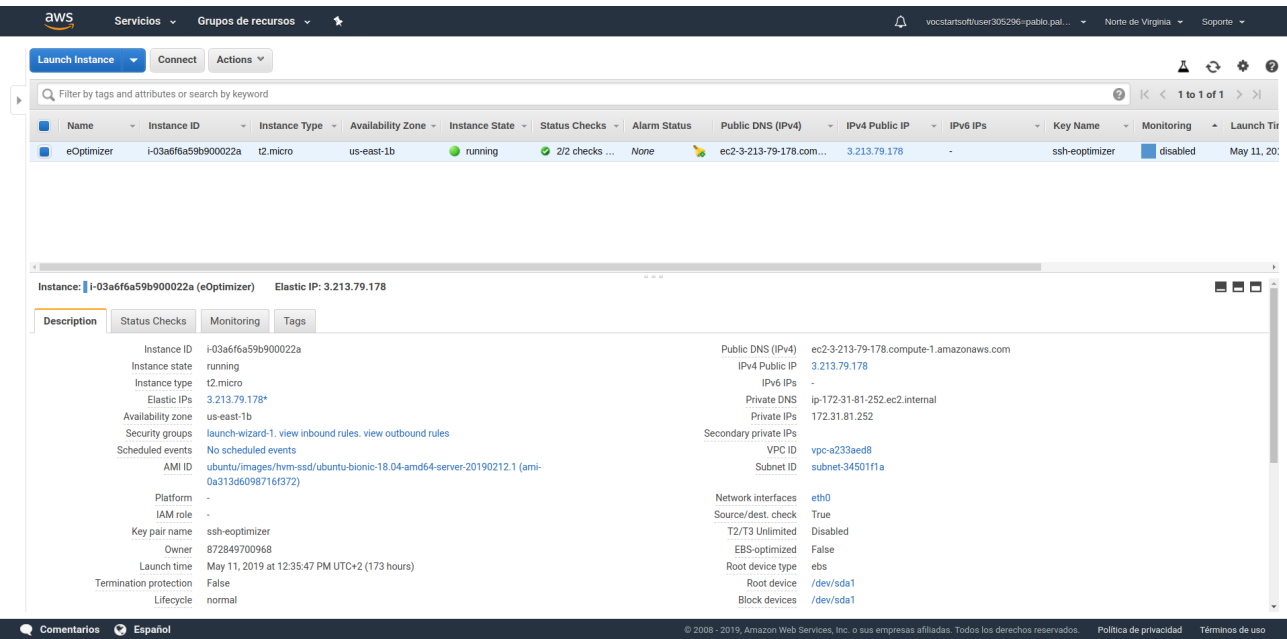 aws Servicios Grupos de recursos vocstartsoft/user305296=pablo.pal... Norte de Virginia Soporte
Launch Instance Connect Actions
Filter by tags and attributes or search by keyword 1 to 1 of 1
Name Instance ID Instance Type Availability Zone Instance State Status Checks Alarm Status Public DNS (IPv4) IPv4 Public IP IPv6 IPs Key Name Monitoring Launch Tin
eOptimizer i-03a6f6a59b900022a t2.micro us-east-1b running 2/2 checks ... None ec2-3-213-79-178.com... 3.213.79.178 - ssh-eoptimizer disabled May 11, 201
Instance: i-03a6f6a59b900022a (eOptimizer) Elastic IP: 3.213.79.178
Description Status Checks Monitoring Tags
Instance ID i-03a6f6a59b900022a Public DNS (IPv4) ec2-3-213-79-178.compute-1.amazonaws.com
Instance state running IPv4 Public IP 3.213.79.178
Instance type t2.micro IPv6 IPs -
Elastic IPs 3.213.79.178* Private DNS ip-172-31-81-252.ec2.internal
Availability zone us-east-1b Private IPs 172.31.81.252
Security groups launch-wizard-1. view inbound rules. view outbound rules Secondary private IPs
Scheduled events No scheduled events VPC ID vpc-a233aed8
AMI ID ubuntu/images/hvm-ssd/ubuntu-bionic-18.04-amd64-server-20190212.1 (ami- Subnet ID subnet-34501f1a
0a313d6098716f372)
Platform - Network interfaces eth0
IAM role - Source/dest. check True
Key pair name ssh-eoptimizer T2/T3 Unlimited Disabled
Owner 872849700968 EBS-optimized False
Launch time May 11, 2019 at 12:35:47 PM UTC+2 (173 hours) Root device type ebs
Termination protection False Root device /dev/sda1
Lifecycle normal Block devices /dev/sda1
Comentarios Español © 2008 - 2019, Amazon Web Services, Inc. o sus empresas afiliadas. Todos los derechos reservados. Política de privacidad Términos de uso